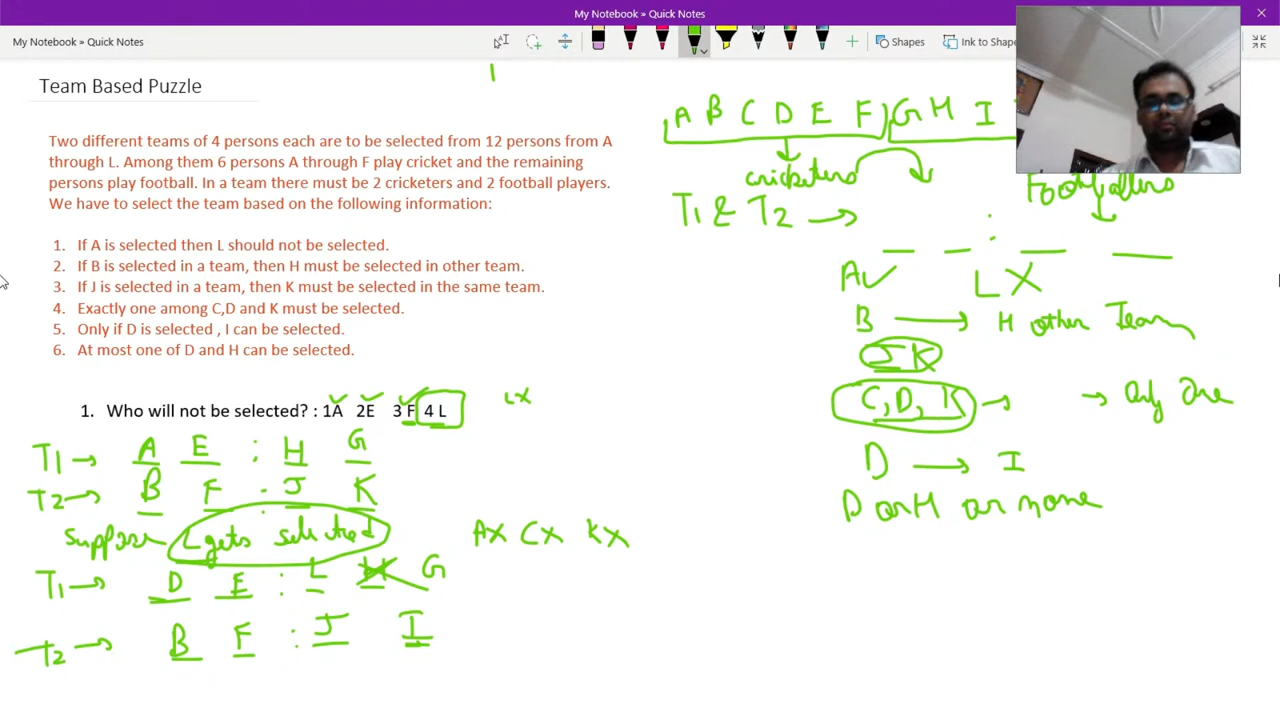 My Notebook » Quick Notes
My Notebook » Quick Notes
Shapes
Ink to Shape
Team Based Puzzle
Two different teams of 4 persons each are to be selected from 12 persons from A
through L. Among them 6 persons A through F play cricket and the remaining
persons play football. In a team there must be 2 cricketers and 2 football players.
We have to select the team based on the following information:
1. If A is selected then L should not be selected.
2. If B is selected in a team, then H must be selected in other team.
3. If J is selected in a team, then K must be selected in the same team.
4. Exactly one among C,D and K must be selected.
5. Only if D is selected , I can be selected.
6. At most one of D and H can be selected.
1. Who will not be selected? : 1A 2E 3 F 4 L
LX
T1 → A E : H G
T2 → B F : J K
Suppose L gets selected AX CX KX
T1 → D E : L H G
T2 → B F : J I
A B C D E F G H I
cricketers
Footballers
T1 & T2 →
A✓ L X
B → H other Team
J K
C, D, K → → Only One
D → I
D or H or none